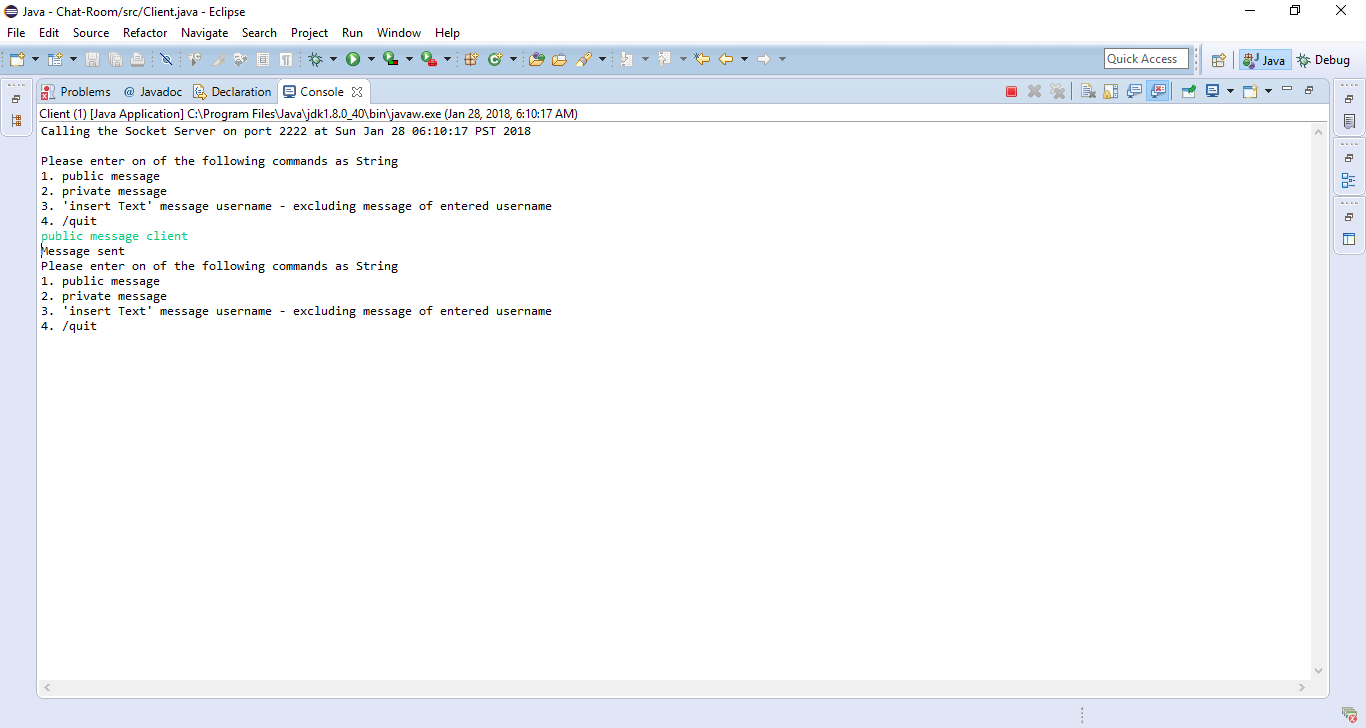 Java - Chat-Room/src/Client.java - Eclipse
File Edit Source Refactor Navigate Search Project Run Window Help
Quick Access Java Debug
Problems @ Javadoc Declaration Console
Client (1) [Java Application] C:\Program Files\Java\jdk1.8.0_40\bin\javaw.exe (Jan 28, 2018, 6:10:17 AM)
Calling the Socket Server on port 2222 at Sun Jan 28 06:10:17 PST 2018
Please enter on of the following commands as String
1. public message
2. private message
3. 'insert Text' message username - excluding message of entered username
4. /quit
public message client
Message sent
Please enter on of the following commands as String
1. public message
2. private message
3. 'insert Text' message username - excluding message of entered username
4. /quit